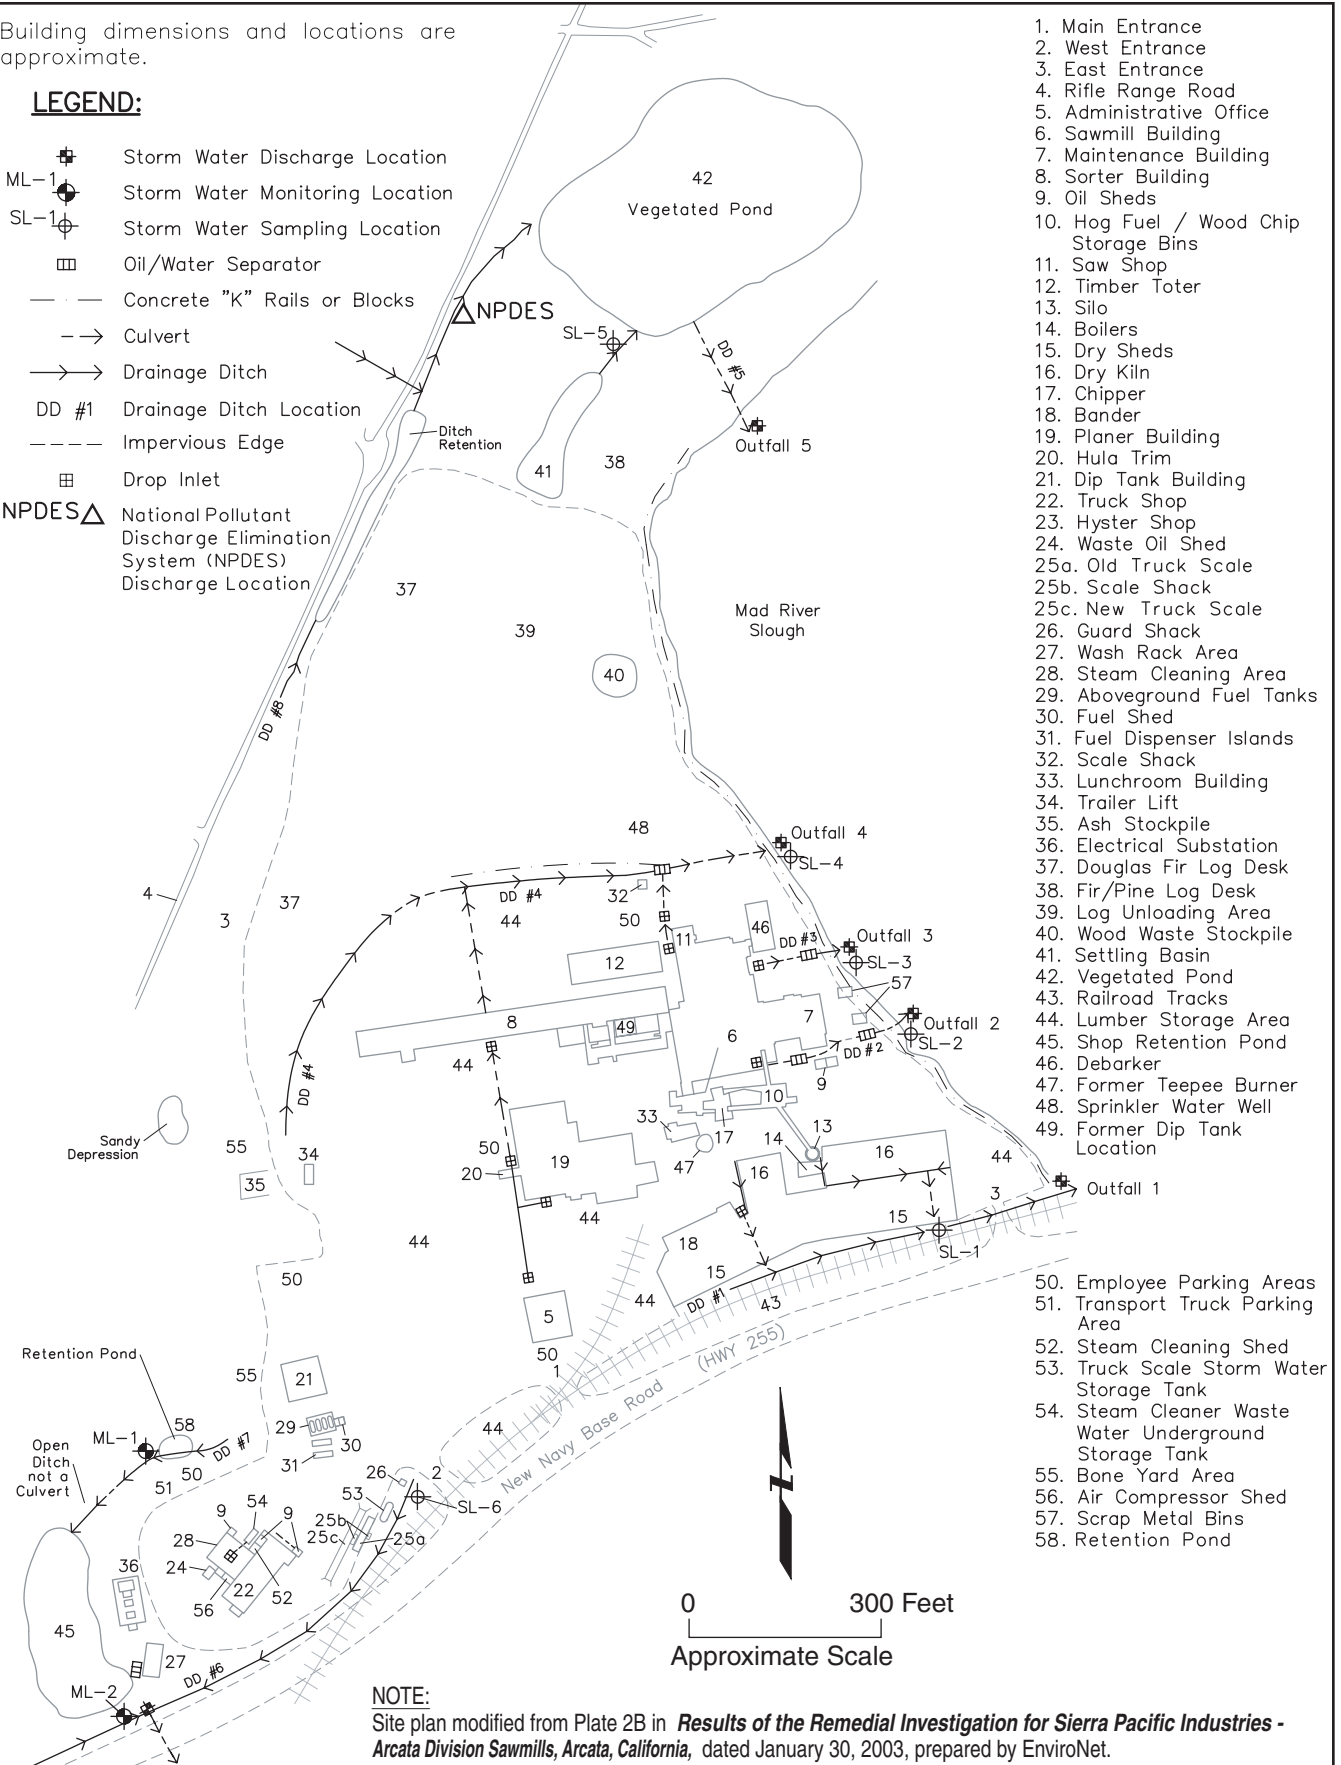 Building dimensions and locations are
approximate.
LEGEND:
Storm Water Discharge Location
ML-1
Storm Water Monitoring Location
SL-1
Storm Water Sampling Location
Oil/Water Separator
Concrete "K" Rails or Blocks
Culvert
Drainage Ditch
DD #1 Drainage Ditch Location
Impervious Edge
Drop Inlet
NPDES National Pollutant
Discharge Elimination
System (NPDES)
Discharge Location
1. Main Entrance
2. West Entrance
3. East Entrance
4. Rifle Range Road
5. Administrative Office
6. Sawmill Building
7. Maintenance Building
8. Sorter Building
9. Oil Sheds
10. Hog Fuel / Wood Chip
Storage Bins
11. Saw Shop
12. Timber Toter
13. Silo
14. Boilers
15. Dry Sheds
16. Dry Kiln
17. Chipper
18. Bander
19. Planer Building
20. Hula Trim
21. Dip Tank Building
22. Truck Shop
23. Hyster Shop
24. Waste Oil Shed
25a. Old Truck Scale
25b. Scale Shack
25c. New Truck Scale
26. Guard Shack
27. Wash Rack Area
28. Steam Cleaning Area
29. Aboveground Fuel Tanks
30. Fuel Shed
31. Fuel Dispenser Islands
32. Scale Shack
33. Lunchroom Building
34. Trailer Lift
35. Ash Stockpile
36. Electrical Substation
37. Douglas Fir Log Desk
38. Fir/Pine Log Desk
39. Log Unloading Area
40. Wood Waste Stockpile
41. Settling Basin
42. Vegetated Pond
43. Railroad Tracks
44. Lumber Storage Area
45. Shop Retention Pond
46. Debarker
47. Former Teepee Burner
48. Sprinkler Water Well
49. Former Dip Tank
Location
50. Employee Parking Areas
51. Transport Truck Parking
Area
52. Steam Cleaning Shed
53. Truck Scale Storm Water
Storage Tank
54. Steam Cleaner Waste
Water Underground
Storage Tank
55. Bone Yard Area
56. Air Compressor Shed
57. Scrap Metal Bins
58. Retention Pond
42
Vegetated Pond
NPDES
SL-5
DD #5
Outfall 5
Ditch
Retention
41
38
37
39
Mad River
Slough
40
DD #8
48
Outfall 4
SL-4
4
3
37
DD #4
32
44
50
11
46
DD #3
Outfall 3
SL-3
57
12
8
49
7
6
Outfall 2
SL-2
DD #2
44
9
10
DD #4
Sandy
Depression
55
34
35
33
17
13
14
47
16
16
44
50
20
19
44
44
3
Outfall 1
15
SL-1
18
15
50
44
DD #1
43
5
50
1
(HWY 255)
New Navy Base Road
Retention Pond
55
21
29
30
31
44
ML-1
58
DD #7
50
51
Open
Ditch
not a
Culvert
26
2
53
SL-6
25b
25c
25a
9
54
9
28
24
22
52
56
36
45
27
DD #6
ML-2
0 300 Feet
Approximate Scale
NOTE:
Site plan modified from Plate 2B in Results of the Remedial Investigation for Sierra Pacific Industries -
Arcata Division Sawmills, Arcata, California, dated January 30, 2003, prepared by EnviroNet.